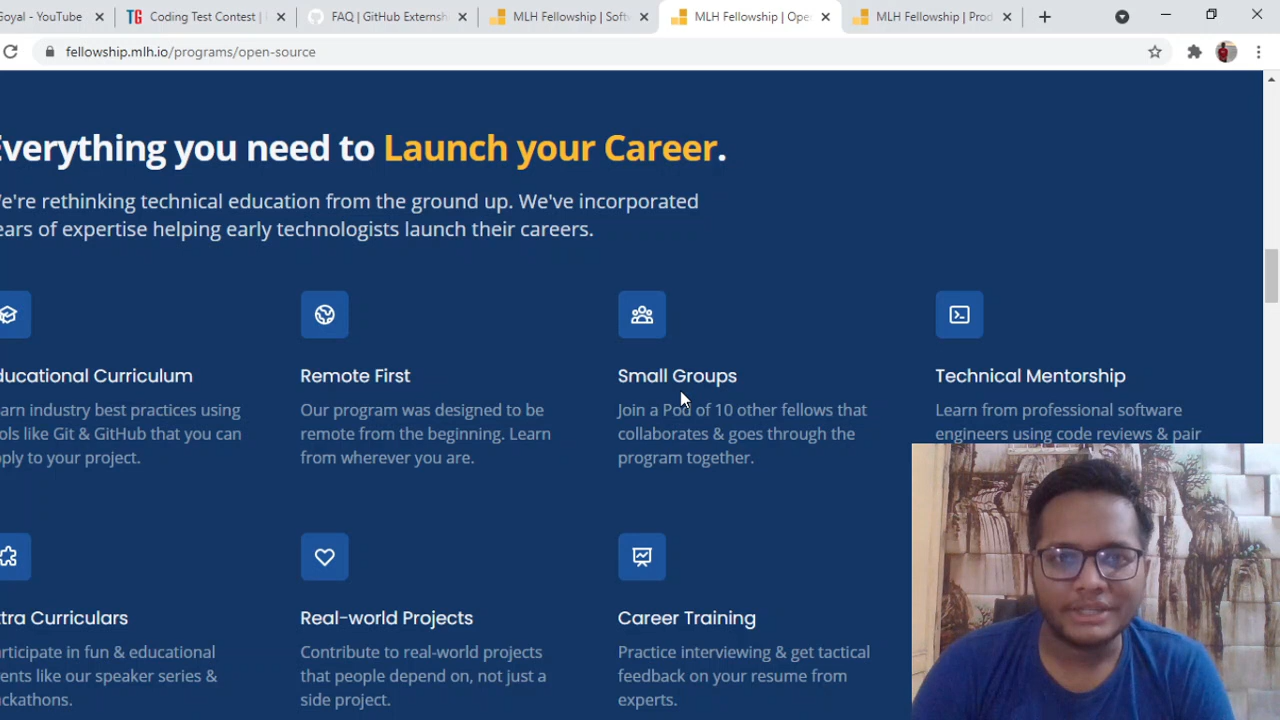 Goyal - YouTube
Coding Test Contest |
FAQ | GitHub Externsh
MLH Fellowship | Soft
MLH Fellowship | Ope
MLH Fellowship | Prod
fellowship.mlh.io/programs/open-source
Everything you need to Launch your Career.
e're rethinking technical education from the ground up. We've incorporated
ears of expertise helping early technologists launch their careers.
ducational Curriculum
arn industry best practices using
ols like Git & GitHub that you can
ply to your project.
Remote First
Our program was designed to be
remote from the beginning. Learn
from wherever you are.
Small Groups
Join a Pod of 10 other fellows that
collaborates & goes through the
program together.
Technical Mentorship
Learn from professional software
engineers using code reviews & pair
tra Curriculars
rticipate in fun & educational
ents like our speaker series &
ckathons.
Real-world Projects
Contribute to real-world projects
that people depend on, not just a
side project.
Career Training
Practice interviewing & get tactical
feedback on your resume from
experts.